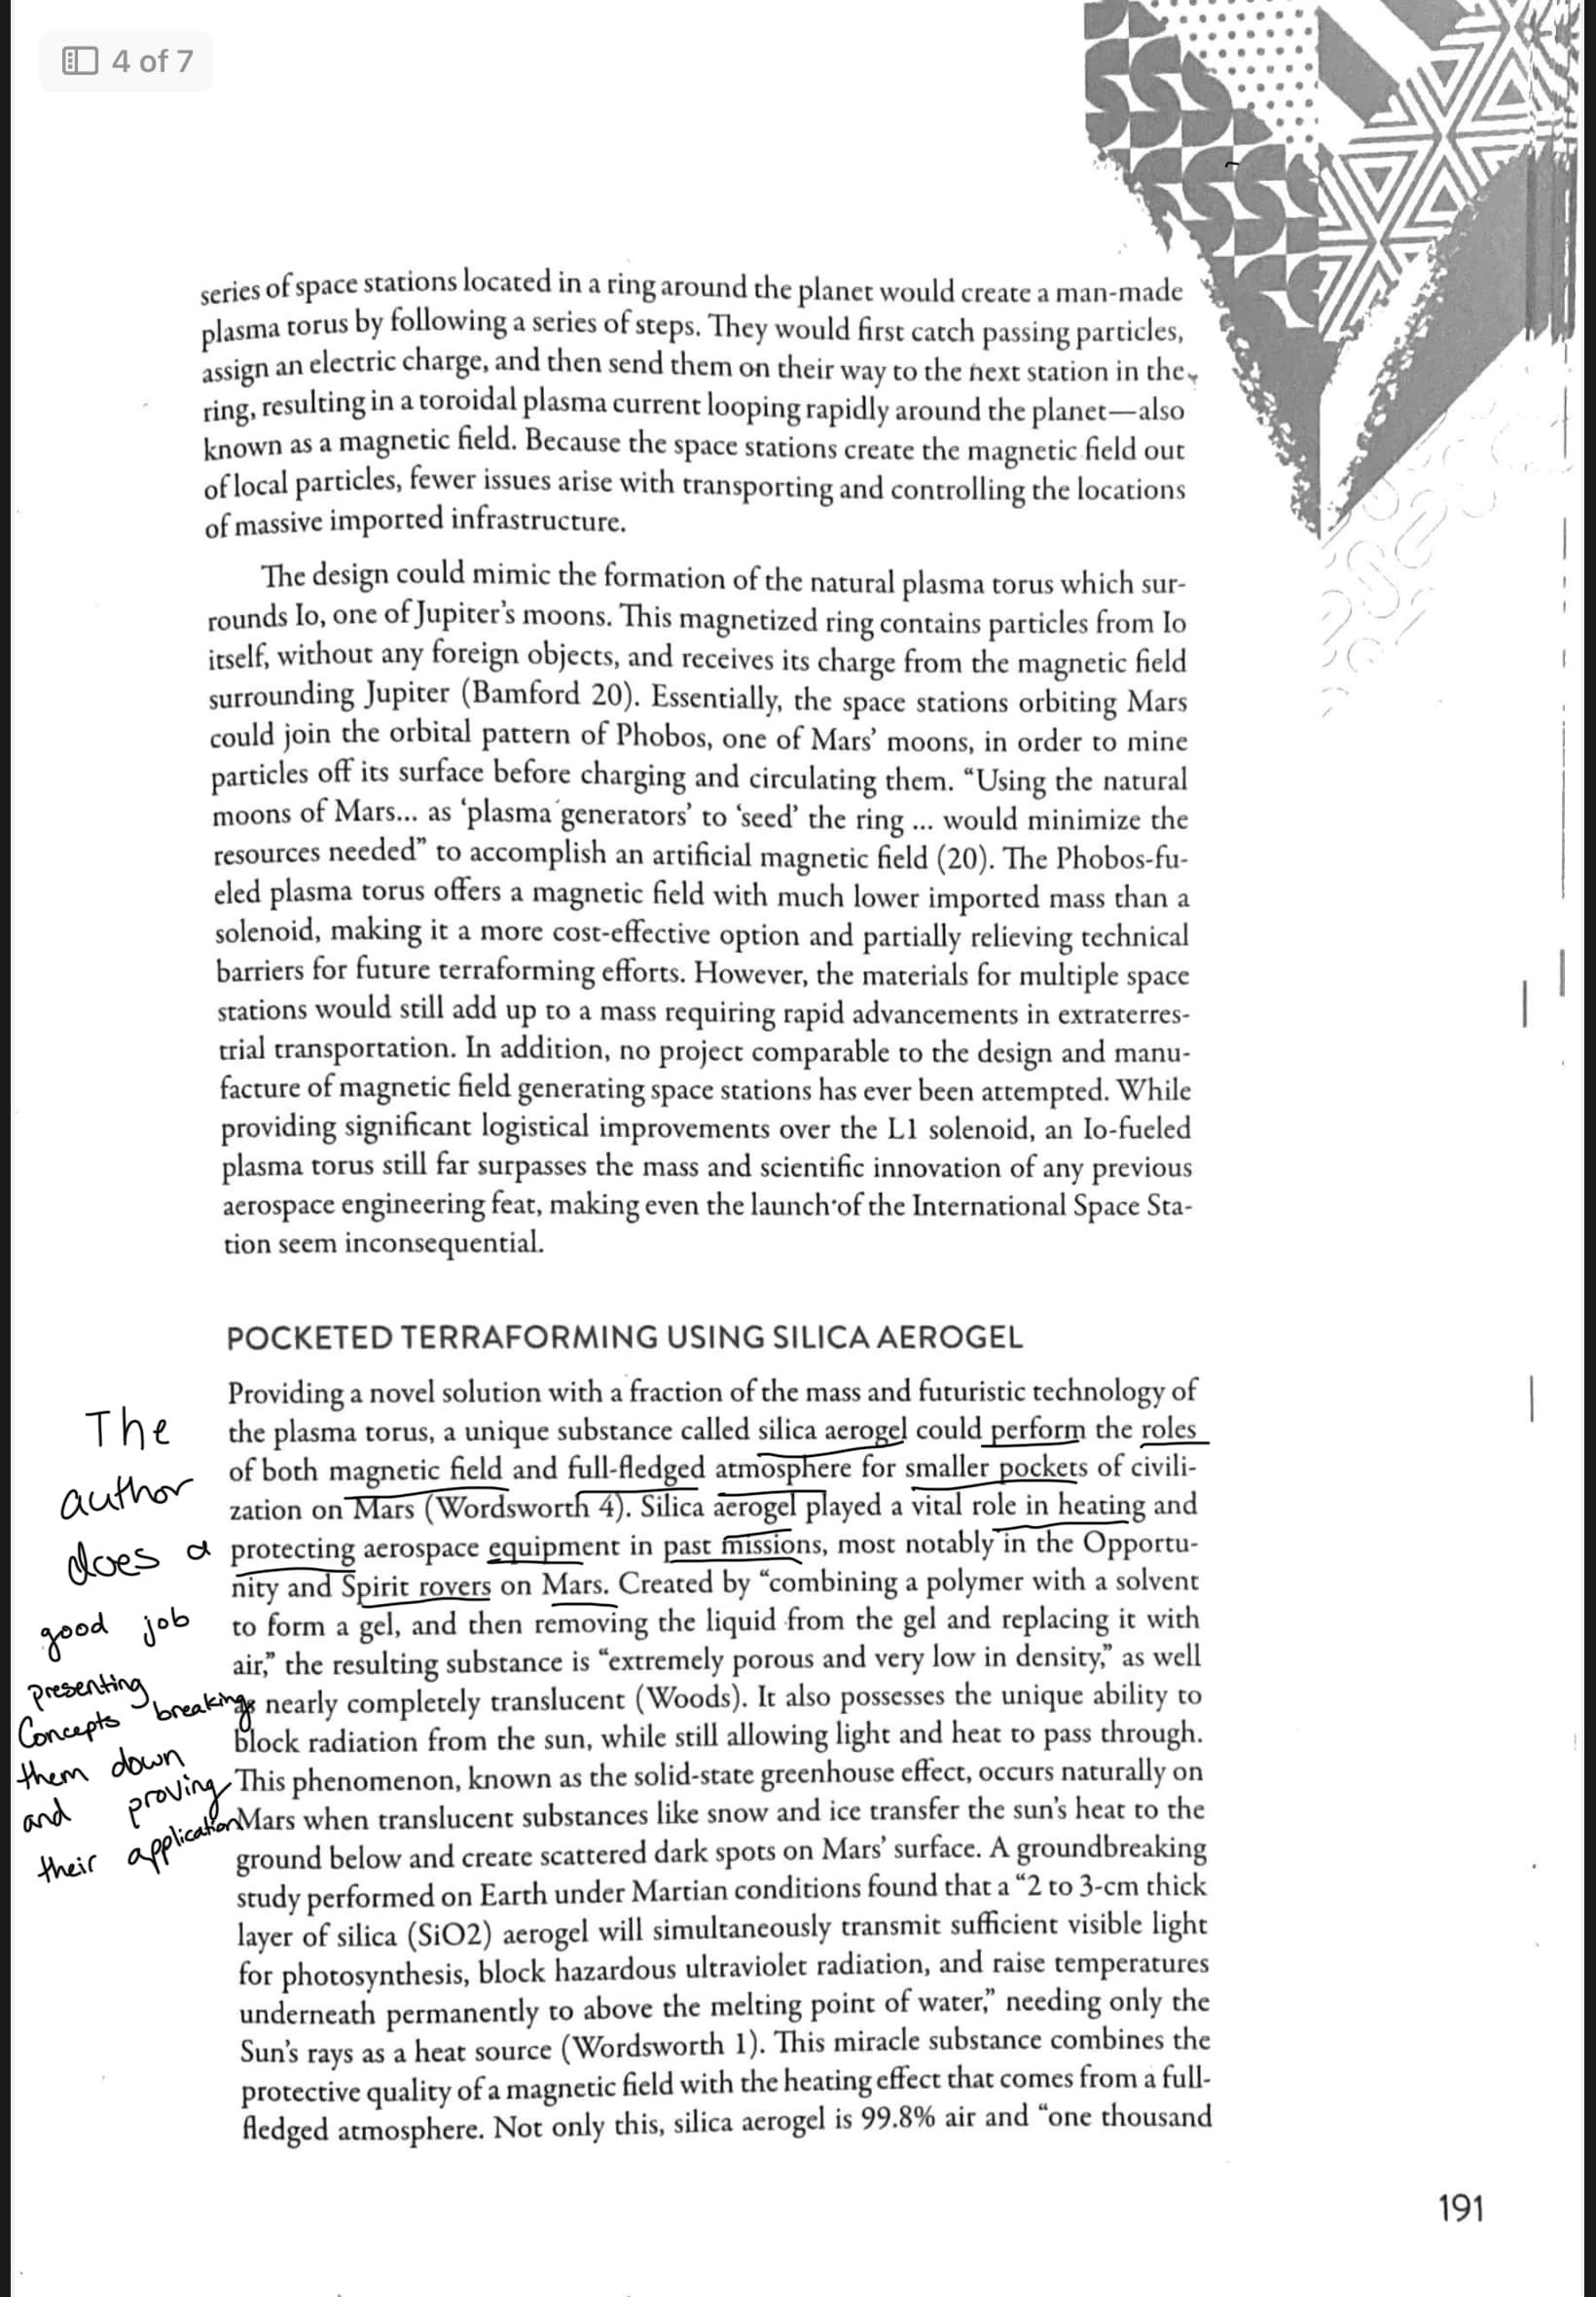 4 of 7
series of space stations located in a ring around the planet would create a man-made
plasma torus by following a series of steps. They would first catch passing particles,
assign an electric charge, and then send them on their way to the next station in the
ring, resulting in a toroidal plasma current looping rapidly around the planet—also
known as a magnetic field. Because the space stations create the magnetic field out
of local particles, fewer issues arise with transporting and controlling the locations
of massive imported infrastructure.
The design could mimic the formation of the natural plasma torus which sur-
rounds Io, one of Jupiter's moons. This magnetized ring contains particles from Io
itself, without any foreign objects, and receives its charge from the magnetic field
surrounding Jupiter (Bamford 20). Essentially, the space stations orbiting Mars
could join the orbital pattern of Phobos, one of Mars' moons, in order to mine
particles off its surface before charging and circulating them. “Using the natural
moons of Mars... as ‘plasma generators’ to ‘seed’ the ring ... would minimize the
resources needed” to accomplish an artificial magnetic field (20). The Phobos-fu-
eled plasma torus offers a magnetic field with much lower imported mass than a
solenoid, making it a more cost-effective option and partially relieving technical
barriers for future terraforming efforts. However, the materials for multiple space
stations would still add up to a mass requiring rapid advancements in extraterres-
trial transportation. In addition, no project comparable to the design and manu-
facture of magnetic field generating space stations has ever been attempted. While
providing significant logistical improvements over the L1 solenoid, an Io-fueled
plasma torus still far surpasses the mass and scientific innovation of any previous
aerospace engineering feat, making even the launch of the International Space Sta-
tion seem inconsequential.
POCKETED TERRAFORMING USING SILICA AEROGEL
Providing a novel solution with a fraction of the mass and futuristic technology of
the plasma torus, a unique substance called silica aerogel could perform the roles
of both magnetic field and full-fledged atmosphere for smaller pockets of civili-
zation on Mars (Wordsworth 4). Silica aerogel played a vital role in heating and
protecting aerospace equipment in past missions, most notably in the Opportu-
nity and Spirit rovers on Mars. Created by “combining a polymer with a solvent
to form a gel, and then removing the liquid from the gel and replacing it with
air,” the resulting substance is “extremely porous and very low in density,” as well
as nearly completely translucent (Woods). It also possesses the unique ability to
block radiation from the sun, while still allowing light and heat to pass through.
This phenomenon, known as the solid-state greenhouse effect, occurs naturally on
Mars when translucent substances like snow and ice transfer the sun's heat to the
ground below and create scattered dark spots on Mars' surface. A groundbreaking
study performed on Earth under Martian conditions found that a “2 to 3-cm thick
layer of silica (SiO2) aerogel will simultaneously transmit sufficient visible light
for photosynthesis, block hazardous ultraviolet radiation, and raise temperatures
underneath permanently to above the melting point of water,” needing only the
Sun's rays as a heat source (Wordsworth 1). This miracle substance combines the
protective quality of a magnetic field with the heating effect that comes from a full-
fledged atmosphere. Not only this, silica aerogel is 99.8% air and “one thousand
The
author
does a
good job
presenting
Concepts breaking
them down
and proving
their application
191